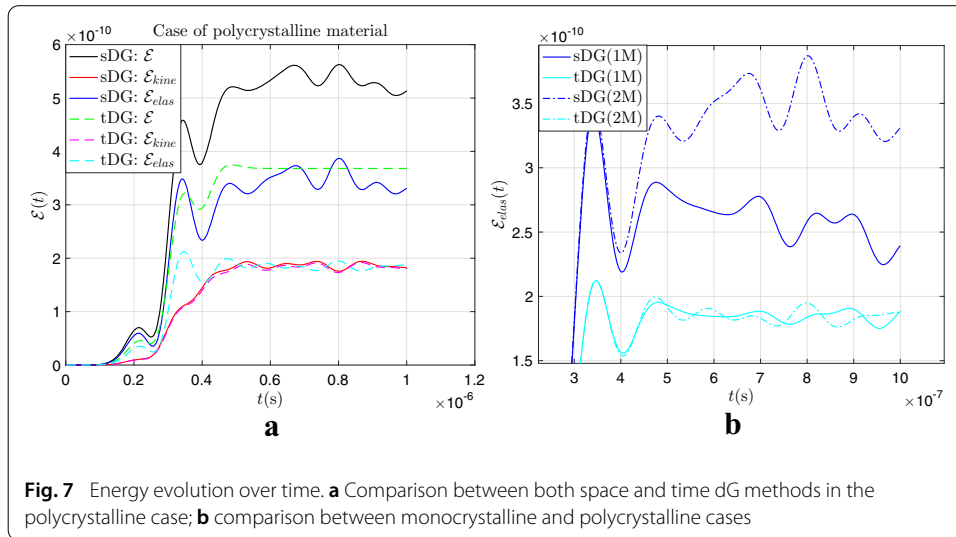 Case of polycrystalline material
×10⁻¹⁰
6
5
4
3
2
1
0
ℰ(t)
sDG: ℰ
sDG: ℰ_kine
sDG: ℰ_elas
tDG: ℰ
tDG: ℰ_kine
tDG: ℰ_elas
0 0.2 0.4 0.6 0.8 1 1.2
t(s)
×10⁻⁶
a
×10⁻¹⁰
3.5
3
2.5
2
1.5
ℰ_elas(t)
sDG(1M)
tDG(1M)
sDG(2M)
tDG(2M)
3 4 5 6 7 8 9 10
t(s)
×10⁻⁷
b
Fig. 7 Energy evolution over time. a Comparison between both space and time dG methods in the
polycrystalline case; b comparison between monocrystalline and polycrystalline cases